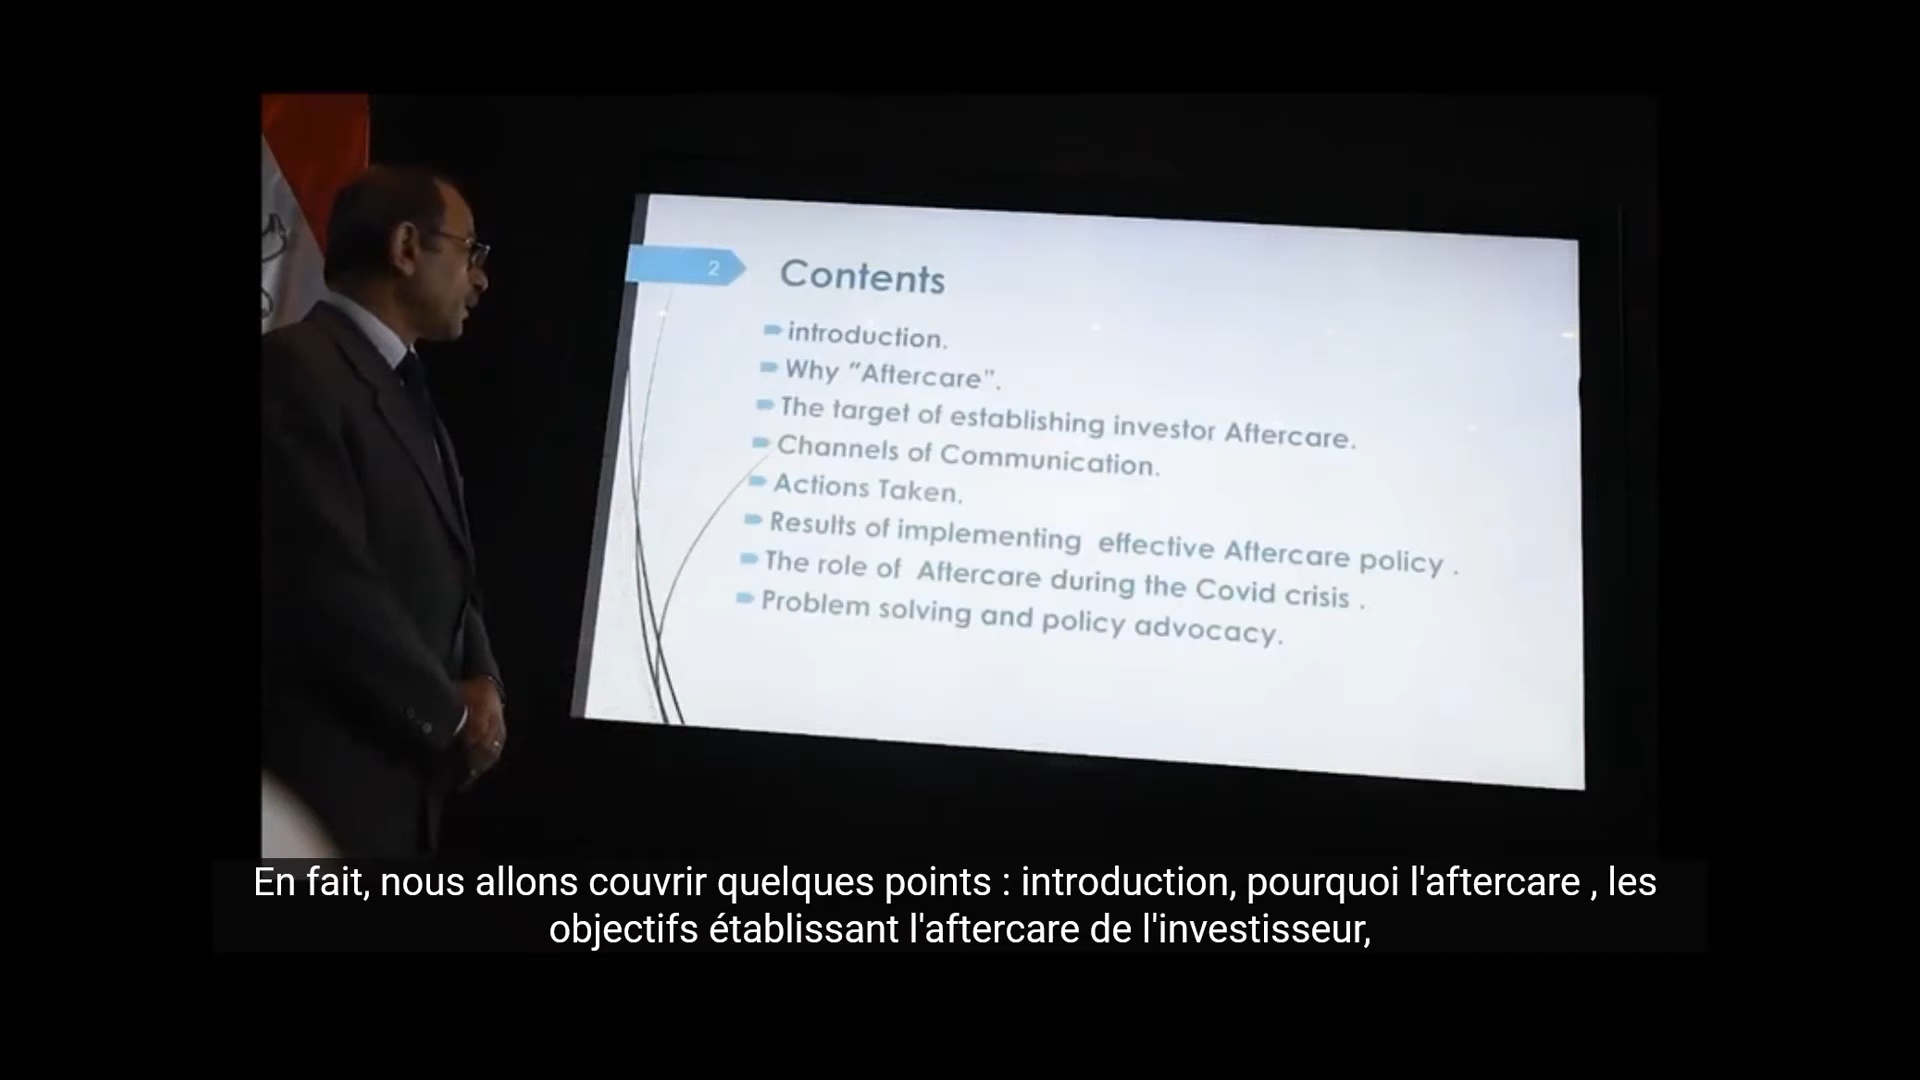 2
Contents
introduction.
Why "Aftercare".
The target of establishing investor Aftercare.
Channels of Communication.
Actions Taken.
Results of implementing effective Aftercare policy .
The role of Aftercare during the Covid crisis .
Problem solving and policy advocacy.
En fait, nous allons couvrir quelques points : introduction, pourquoi l'aftercare , les
objectifs établissant l'aftercare de l'investisseur,